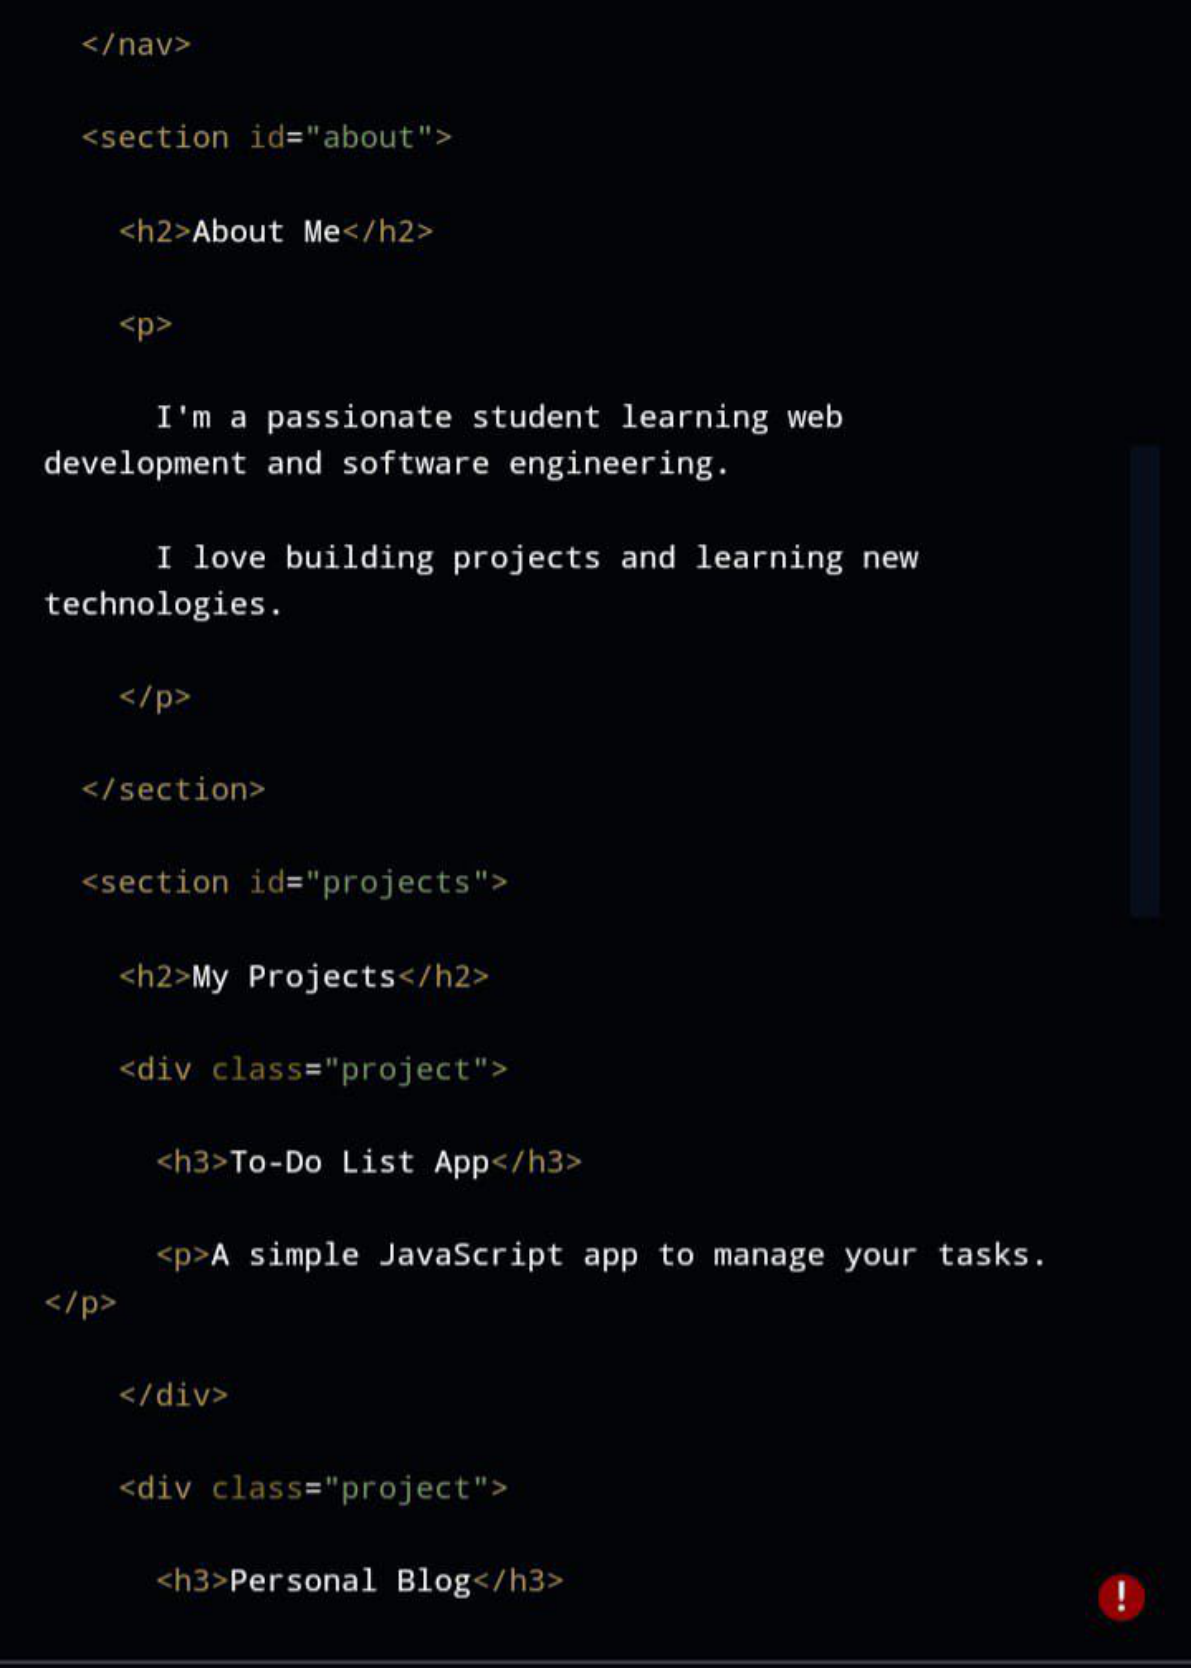 </nav>
<section id="about">
<h2>About Me</h2>
<p>
I'm a passionate student learning web
development and software engineering.
I love building projects and learning new
technologies.
</p>
</section>
<section id="projects">
<h2>My Projects</h2>
<div class="project">
<h3>To-Do List App</h3>
<p>A simple JavaScript app to manage your tasks.
</p>
</div>
<div class="project">
<h3>Personal Blog</h3>
!